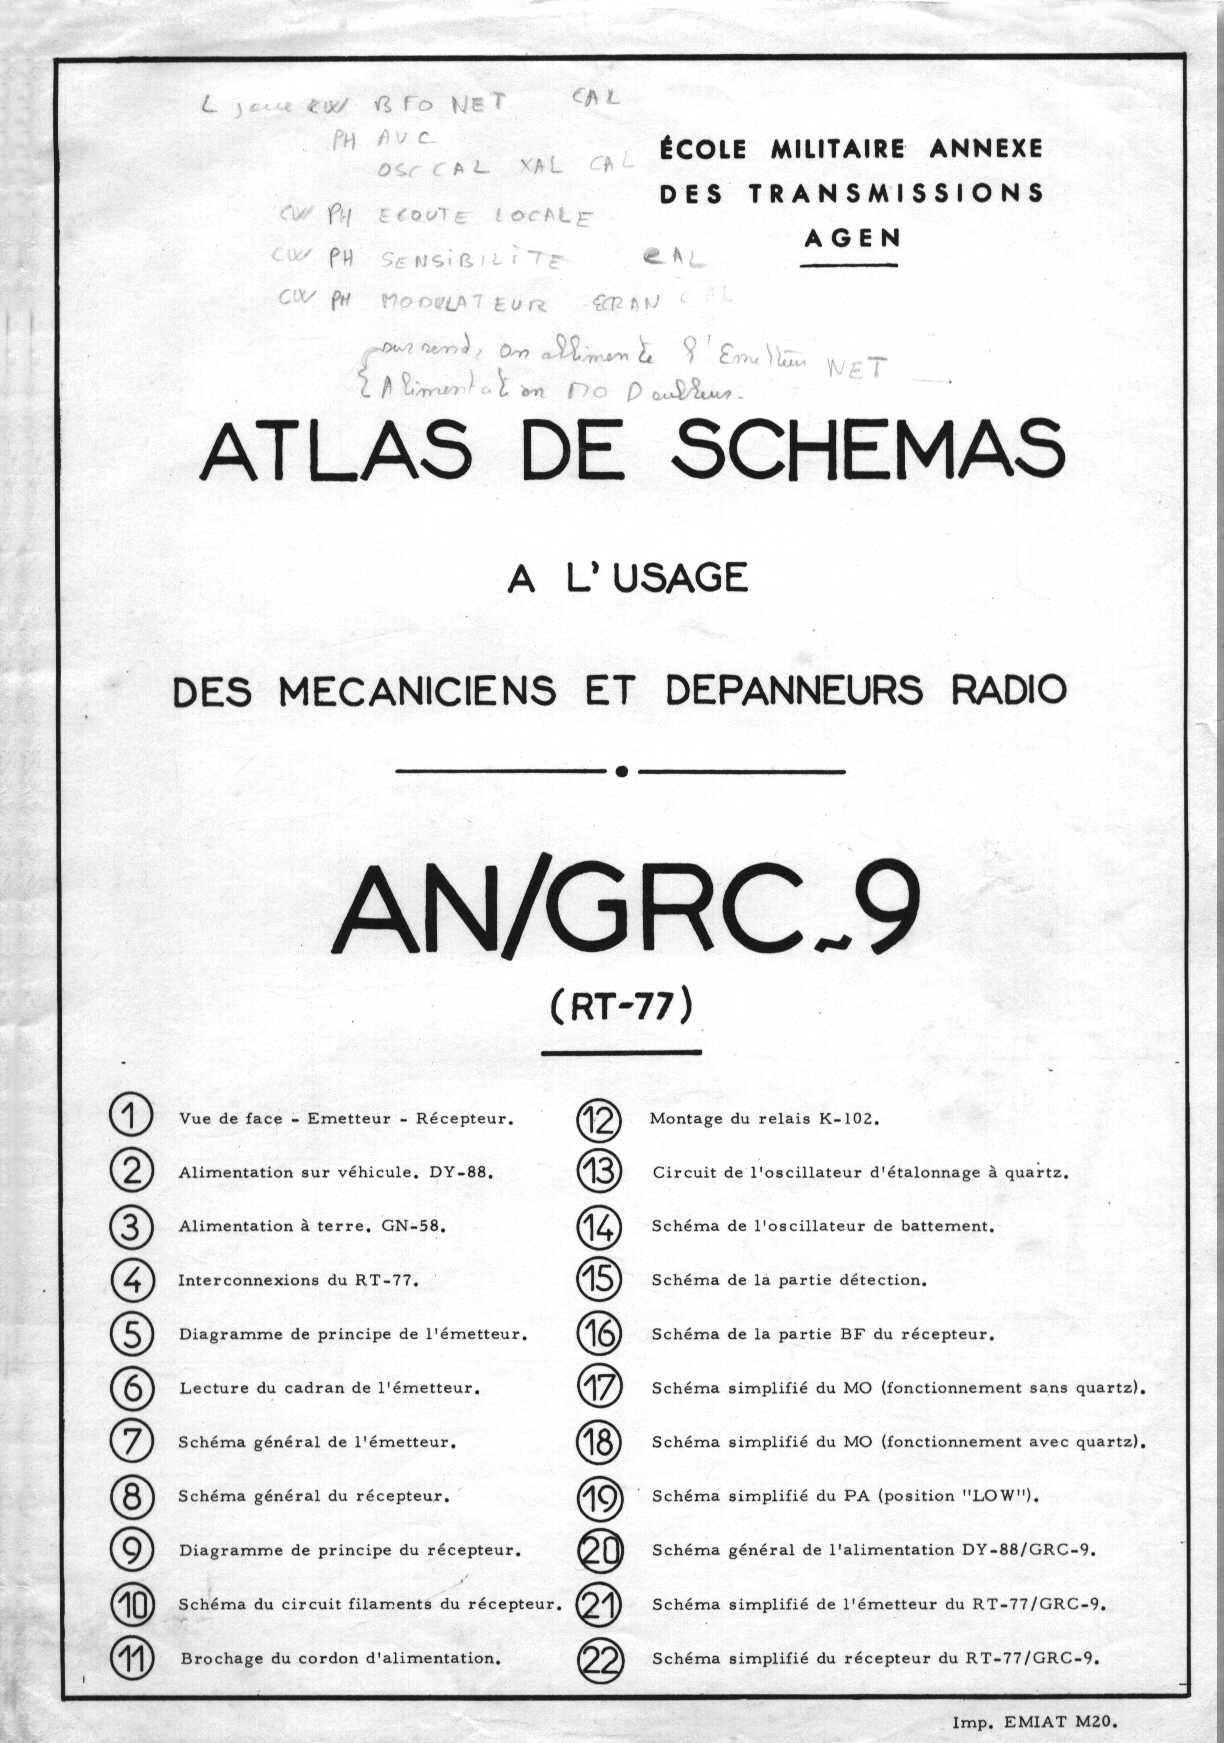 L CW BFO NET CAL
PH AVC
OSC CAL XAL CAL
CW PH ECOUTE LOCALE
CW PH SENSIBILITE CAL
CW PH MODULATEUR ECRAN CAL
on allimente l'Emetteur NET
Alimentation MO Doubleur.
ÉCOLE MILITAIRE ANNEXE
DES TRANSMISSIONS
AGEN
ATLAS DE SCHEMAS
A L'USAGE
DES MECANICIENS ET DEPANNEURS RADIO
AN/GRC-9
(RT-77)
1 Vue de face - Emetteur - Récepteur.
2 Alimentation sur véhicule. DY-88.
3 Alimentation à terre. GN-58.
4 Interconnexions du RT-77.
5 Diagramme de principe de l'émetteur.
6 Lecture du cadran de l'émetteur.
7 Schéma général de l'émetteur.
8 Schéma général du récepteur.
9 Diagramme de principe du récepteur.
10 Schéma du circuit filaments du récepteur.
11 Brochage du cordon d'alimentation.
12 Montage du relais K-102.
13 Circuit de l'oscillateur d'étalonnage à quartz.
14 Schéma de l'oscillateur de battement.
15 Schéma de la partie détection.
16 Schéma de la partie BF du récepteur.
17 Schéma simplifié du MO (fonctionnement sans quartz).
18 Schéma simplifié du MO (fonctionnement avec quartz).
19 Schéma simplifié du PA (position "LOW").
20 Schéma général de l'alimentation DY-88/GRC-9.
21 Schéma simplifié de l'émetteur du RT-77/GRC-9.
22 Schéma simplifié du récepteur du RT-77/GRC-9.
Imp. EMIAT M20.